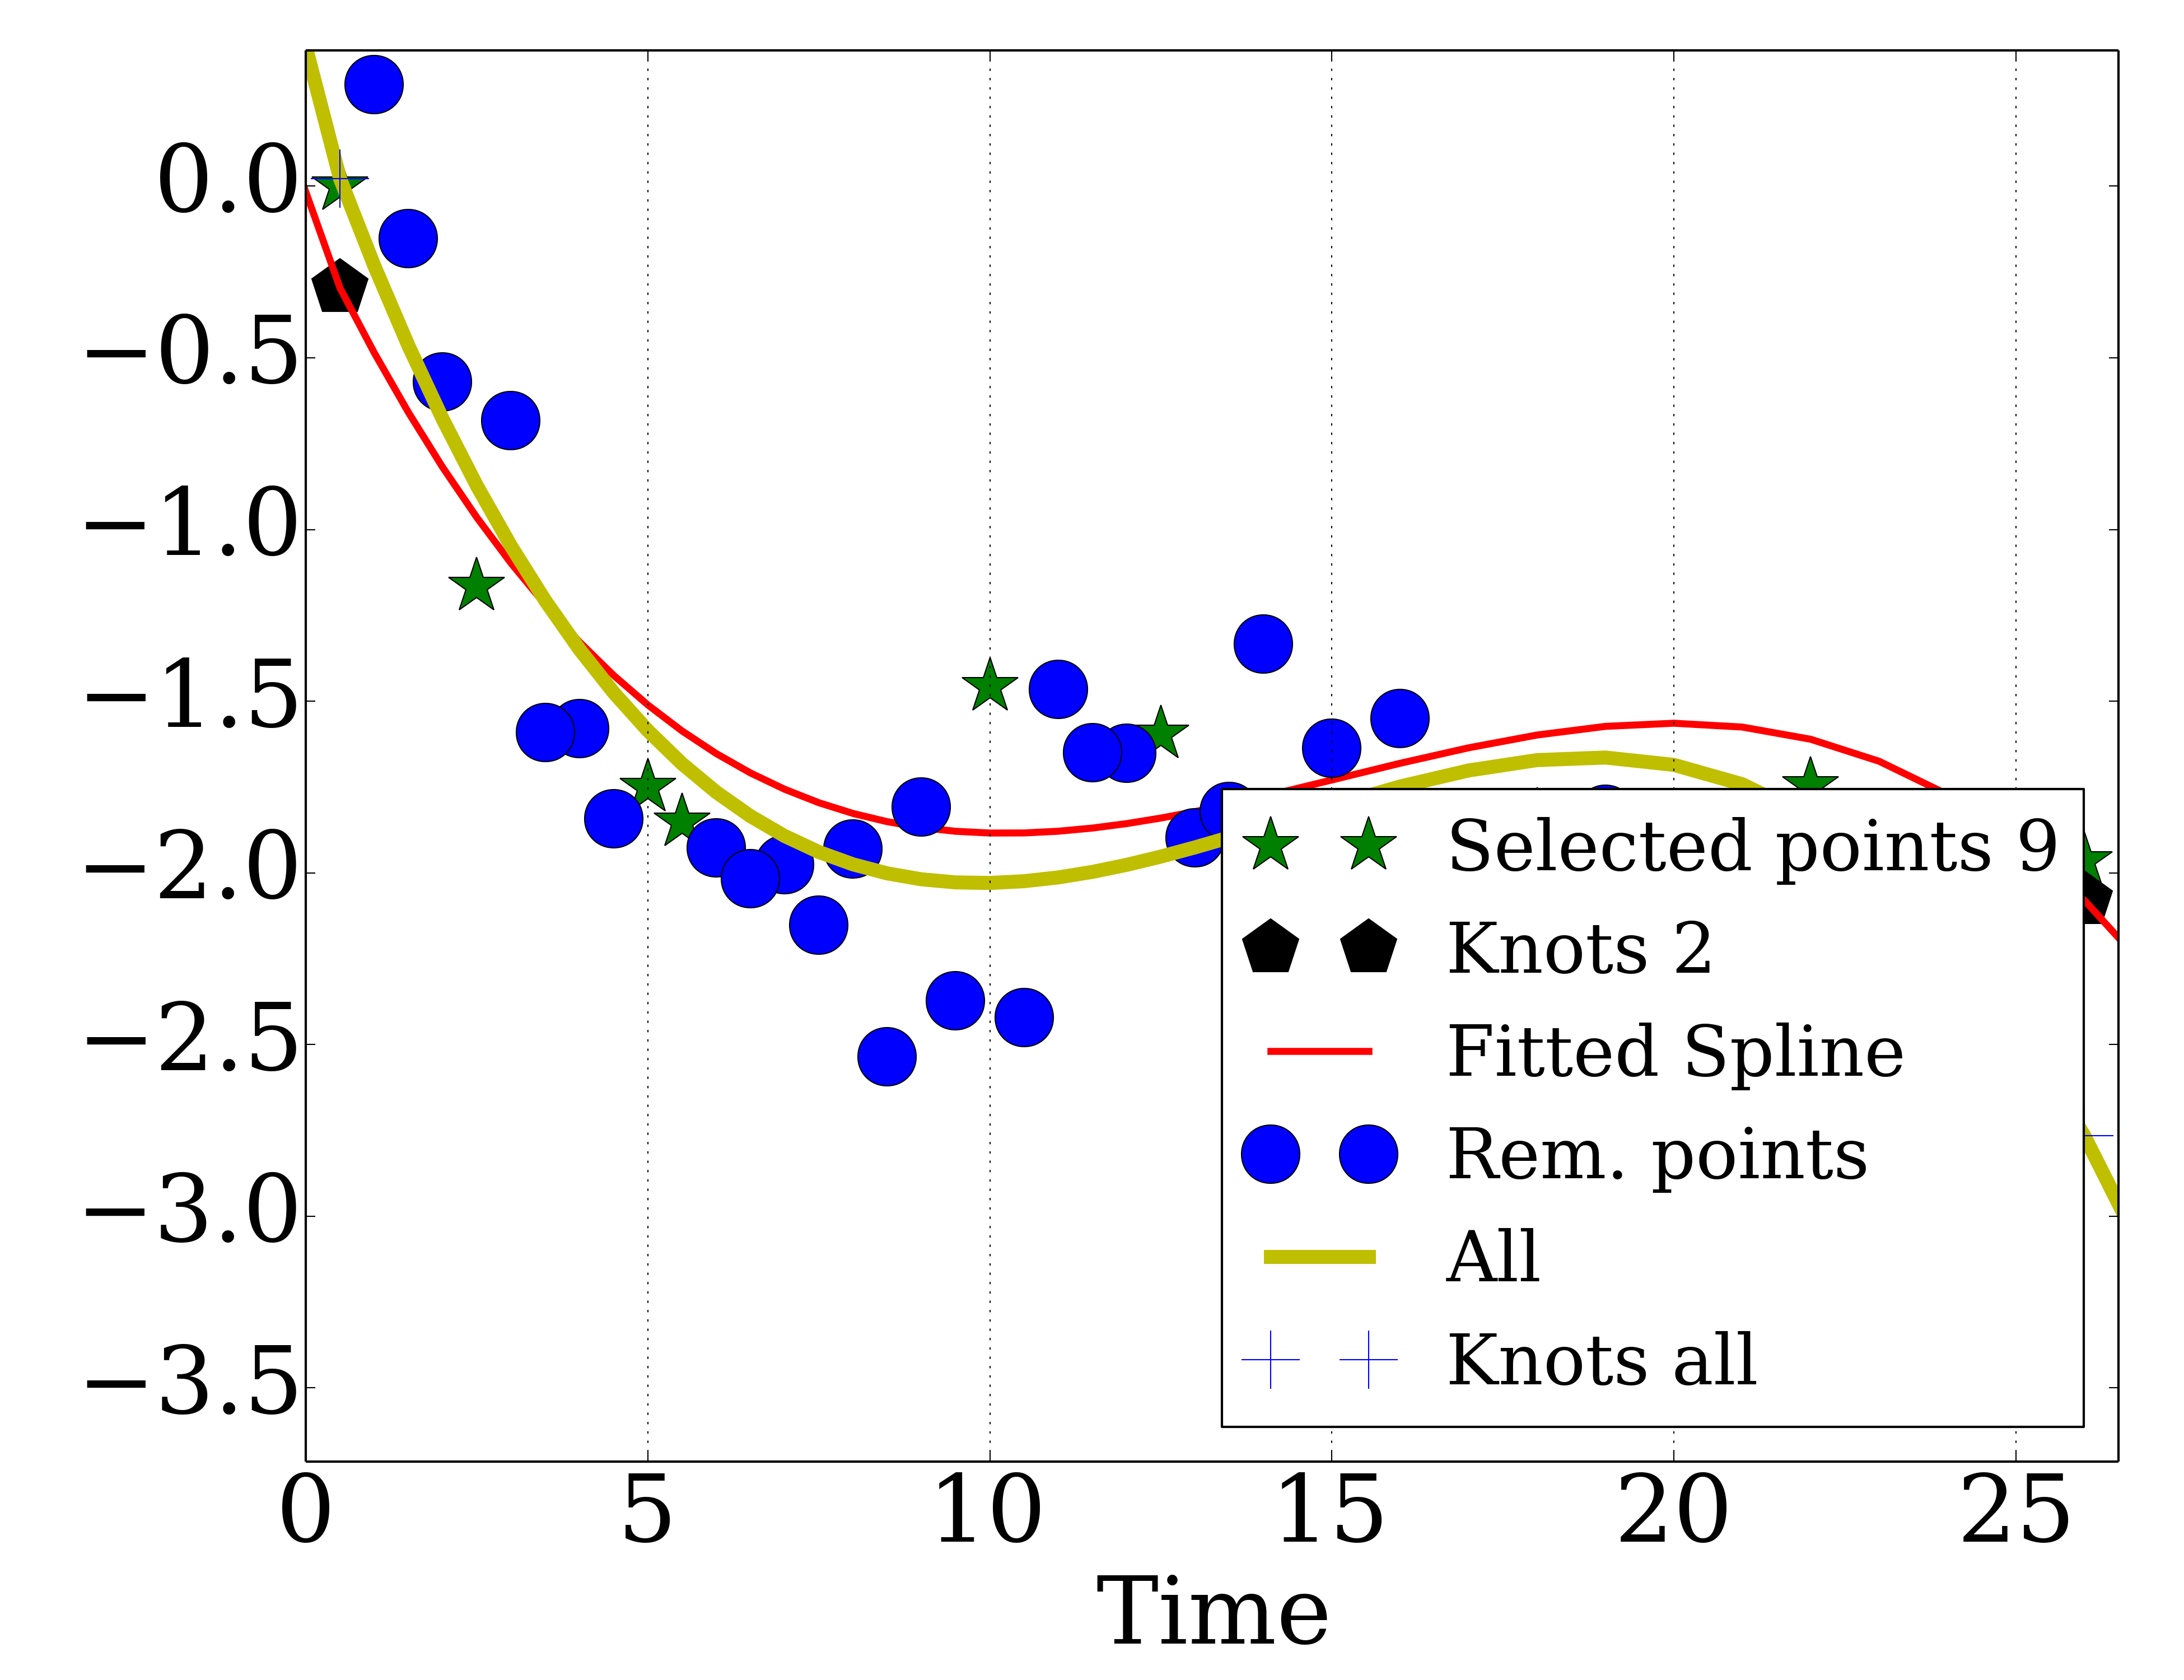 0.0
−0.5
−1.0
−1.5
−2.0
−2.5
−3.0
−3.5
Selected points 9
Knots 2
Fitted Spline
Rem. points
All
Knots all
0 5 10 15 20 25
Time